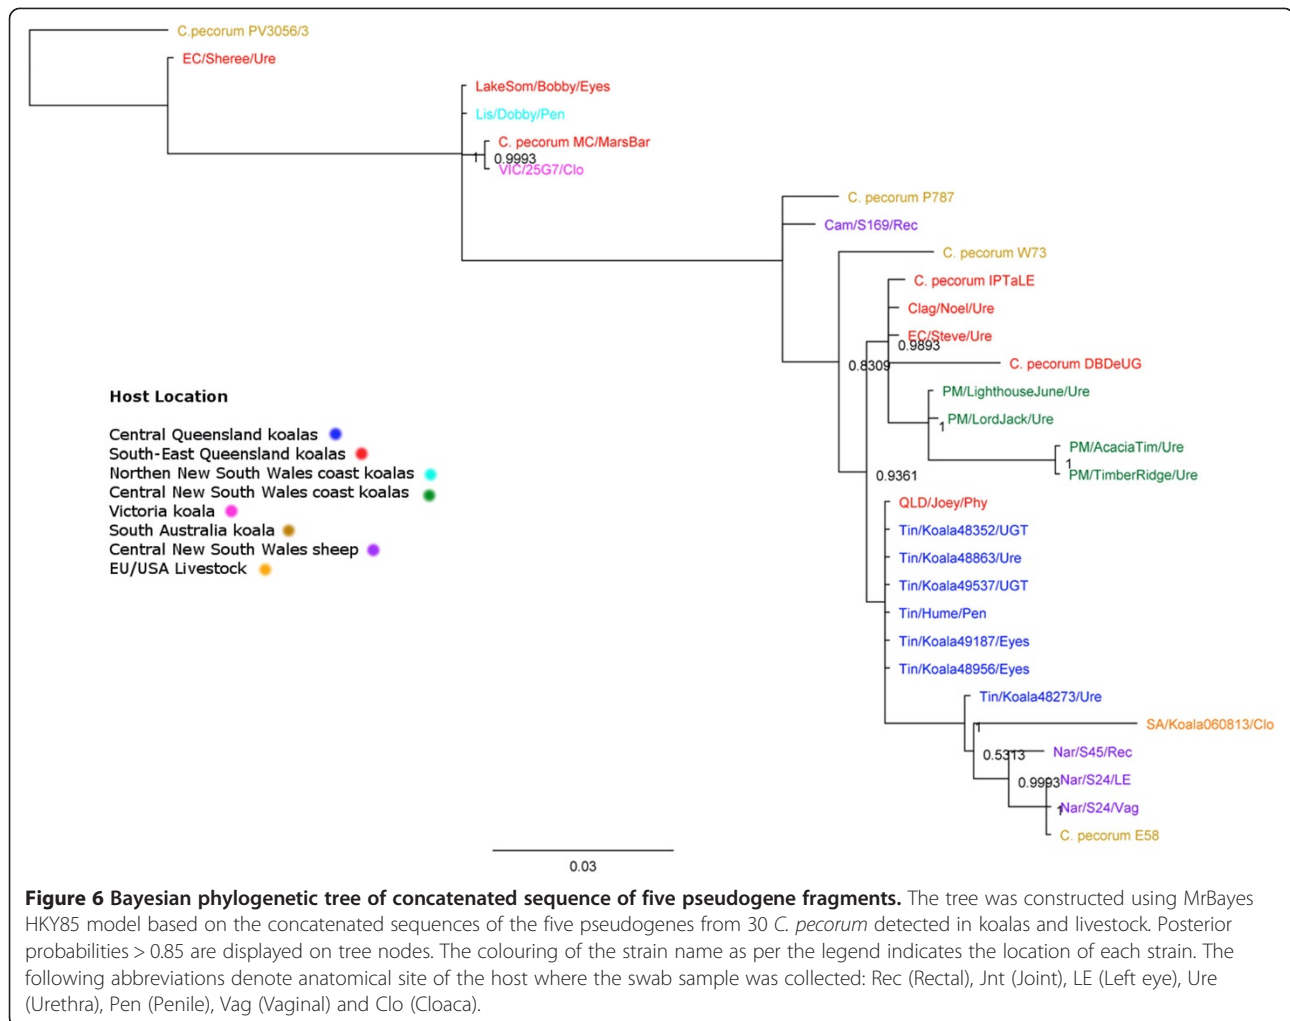 C.pecorum PV3056/3
EC/Sheree/Ure
LakeSom/Bobby/Eyes
Lis/Dobby/Pen
C. pecorum MC/MarsBar
1
0.9993
VIC/25G7/Clo
C. pecorum P787
Cam/S169/Rec
C. pecorum W73
C. pecorum IPTaLE
Clag/Noel/Ure
EC/Steve/Ure
0.9893
0.8309
C. pecorum DBDeUG
PM/LighthouseJune/Ure
PM/LordJack/Ure
1
PM/AcaciaTim/Ure
1
PM/TimberRidge/Ure
0.9361
QLD/Joey/Phy
Tin/Koala48352/UGT
Tin/Koala48863/Ure
Tin/Koala49537/UGT
Tin/Hume/Pen
Tin/Koala49187/Eyes
Tin/Koala48956/Eyes
Tin/Koala48273/Ure
1
SA/Koala060813/Clo
0.5313
Nar/S45/Rec
0.9993
Nar/S24/LE
1
Nar/S24/Vag
C. pecorum E58
Host Location
Central Queensland koalas
South-East Queensland koalas
Northen New South Wales coast koalas
Central New South Wales coast koalas
Victoria koala
South Australia koala
Central New South Wales sheep
EU/USA Livestock
0.03
Figure 6 Bayesian phylogenetic tree of concatenated sequence of five pseudogene fragments. The tree was constructed using MrBayes
HKY85 model based on the concatenated sequences of the five pseudogenes from 30 C. pecorum detected in koalas and livestock. Posterior
probabilities > 0.85 are displayed on tree nodes. The colouring of the strain name as per the legend indicates the location of each strain. The
following abbreviations denote anatomical site of the host where the swab sample was collected: Rec (Rectal), Jnt (Joint), LE (Left eye), Ure
(Urethra), Pen (Penile), Vag (Vaginal) and Clo (Cloaca).